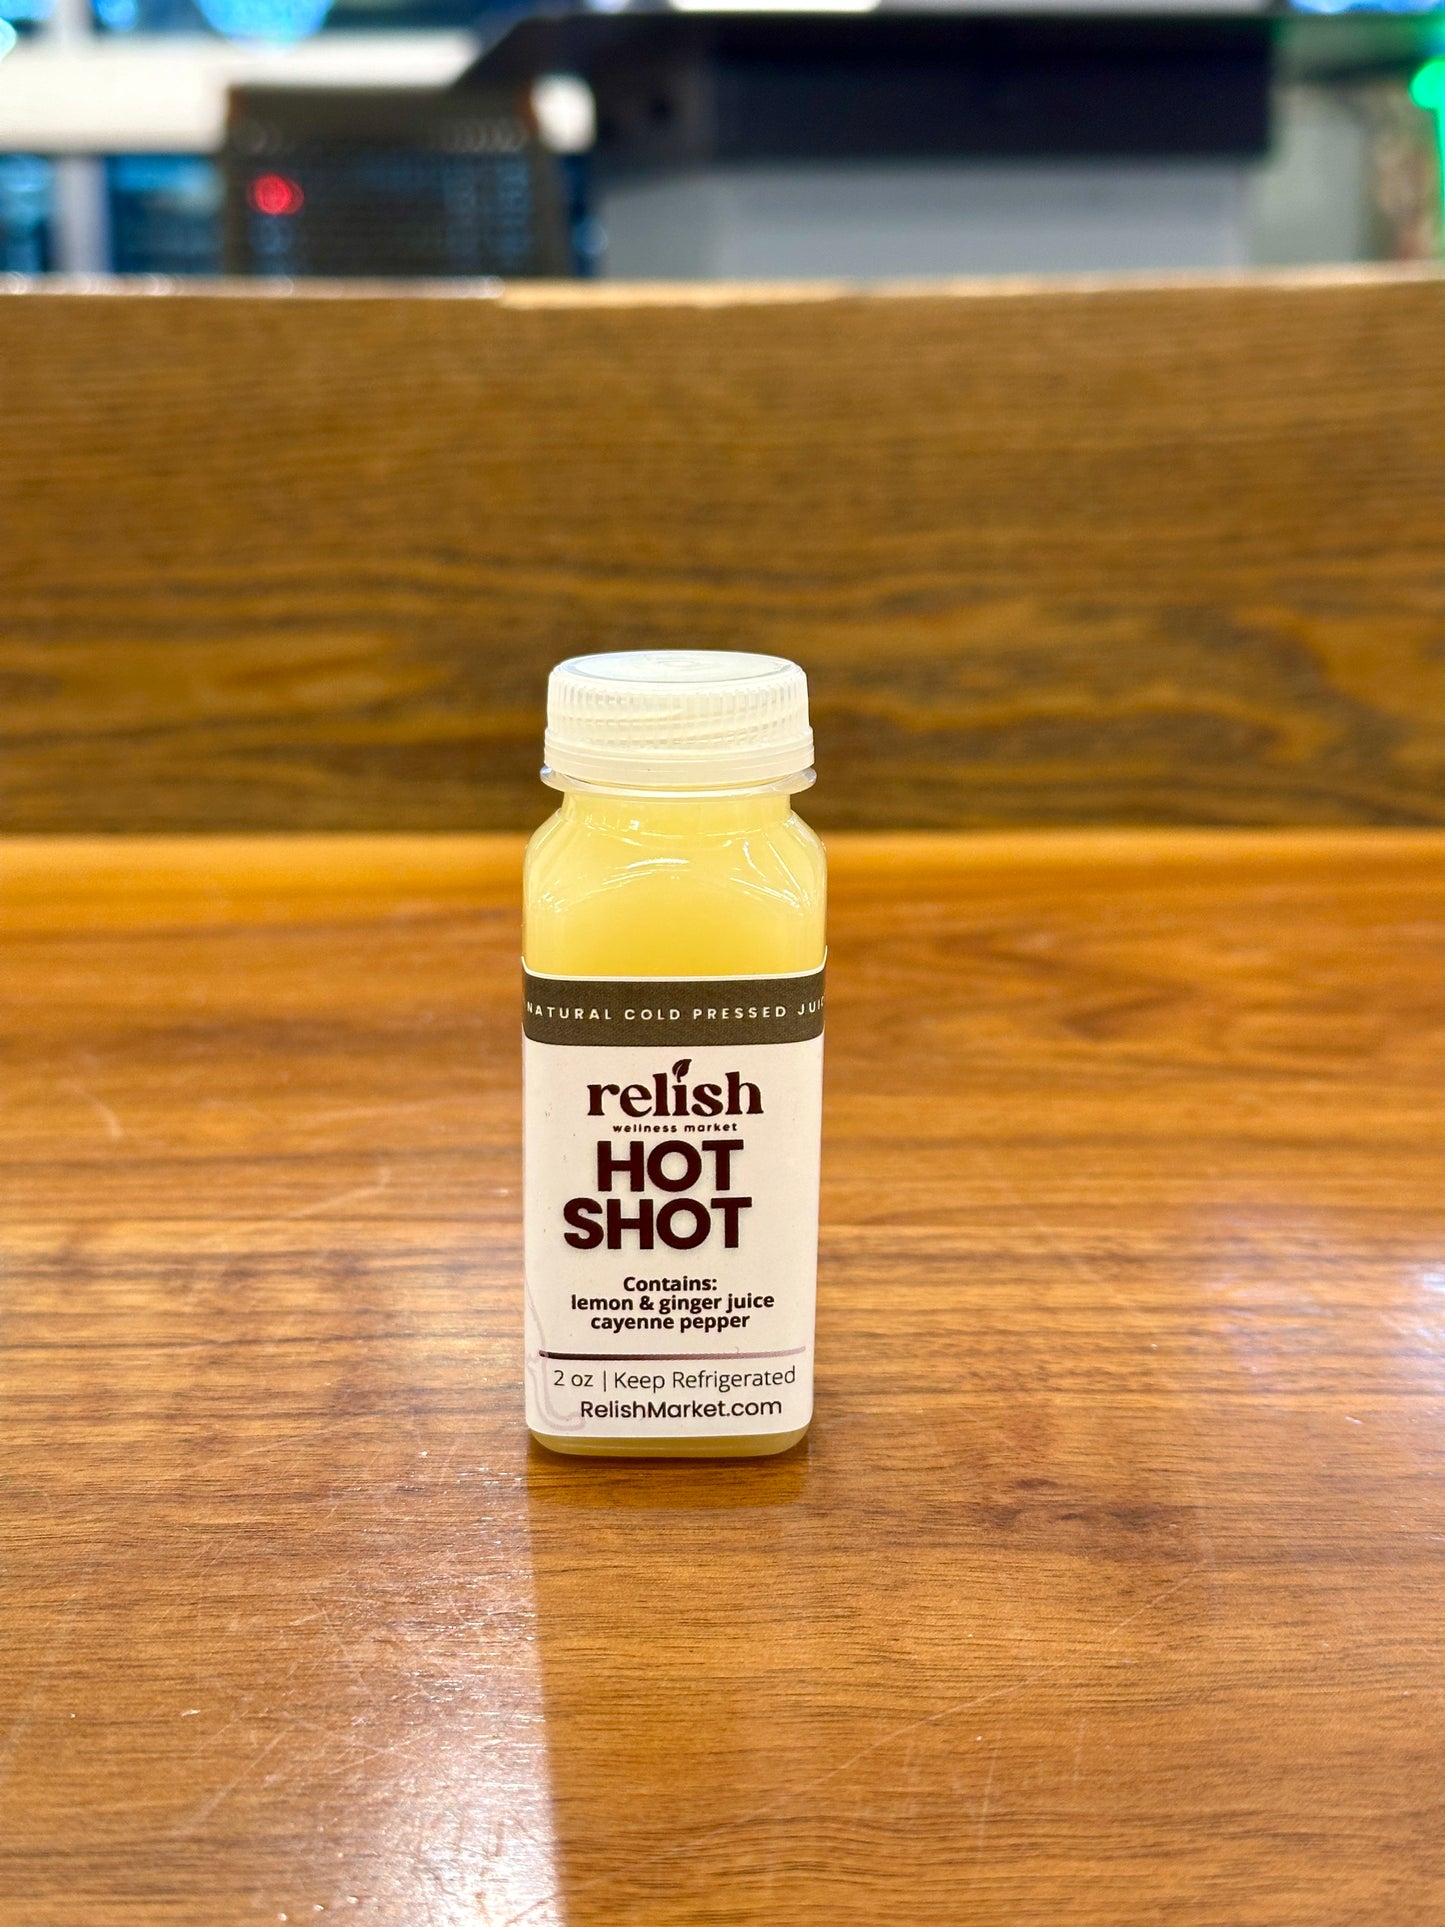 NATURAL COLD PRESSED JUIC
relish
wellness market
HOT
SHOT
Contains:
lemon & ginger juice
cayenne pepper
2 oz | Keep Refrigerated
RelishMarket.com